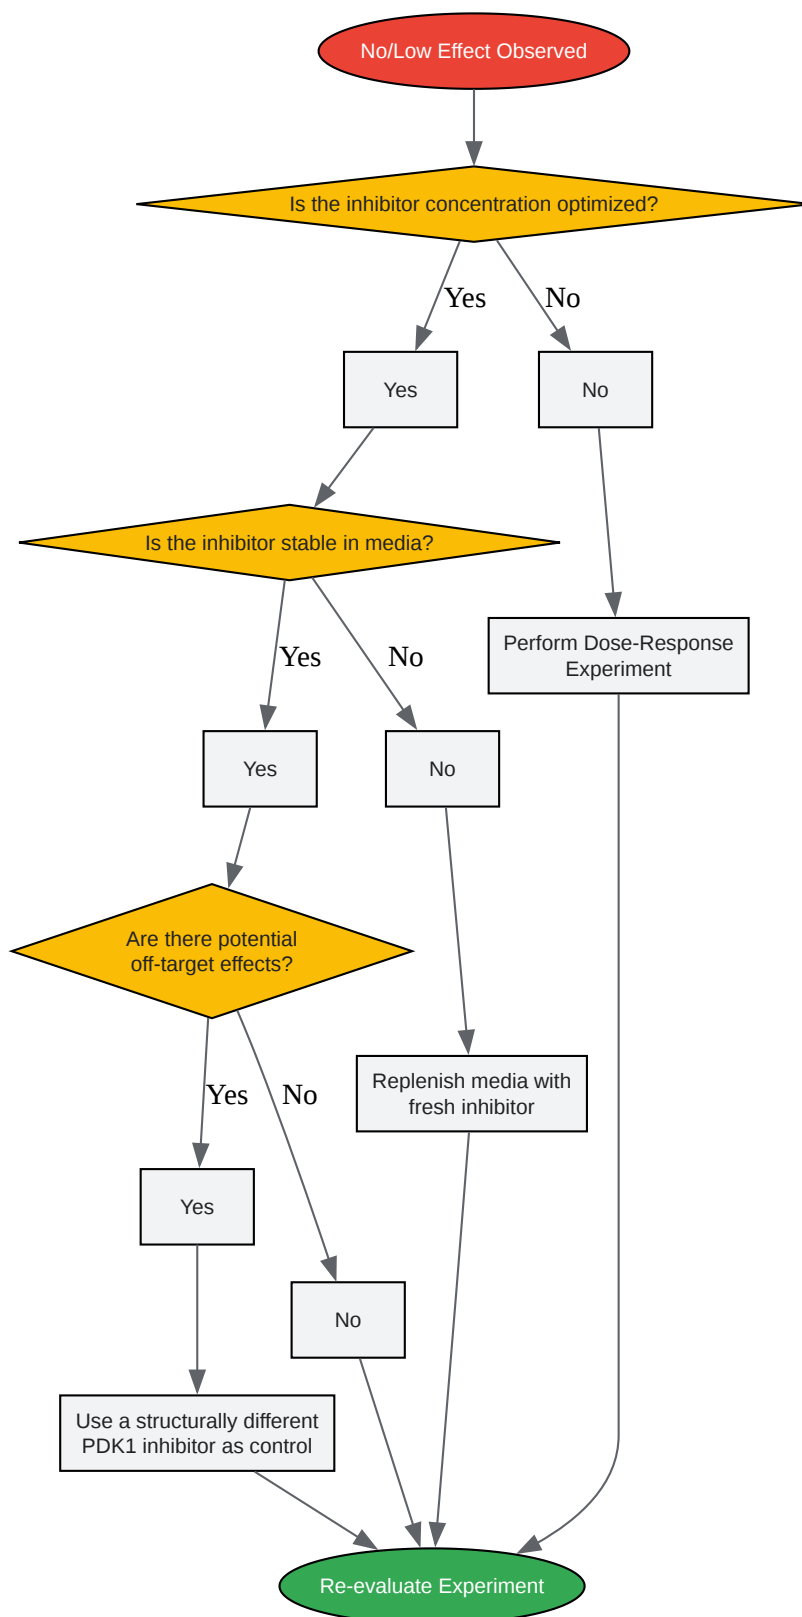 No/Low Effect Observed
Is the inhibitor concentration optimized?
Yes
No
Yes
No
Is the inhibitor stable in media?
Perform Dose-Response
Experiment
Yes
No
Yes
No
Are there potential
off-target effects?
Replenish media with
fresh inhibitor
Yes
No
Yes
No
Use a structurally different
PDK1 inhibitor as control
Re-evaluate Experiment